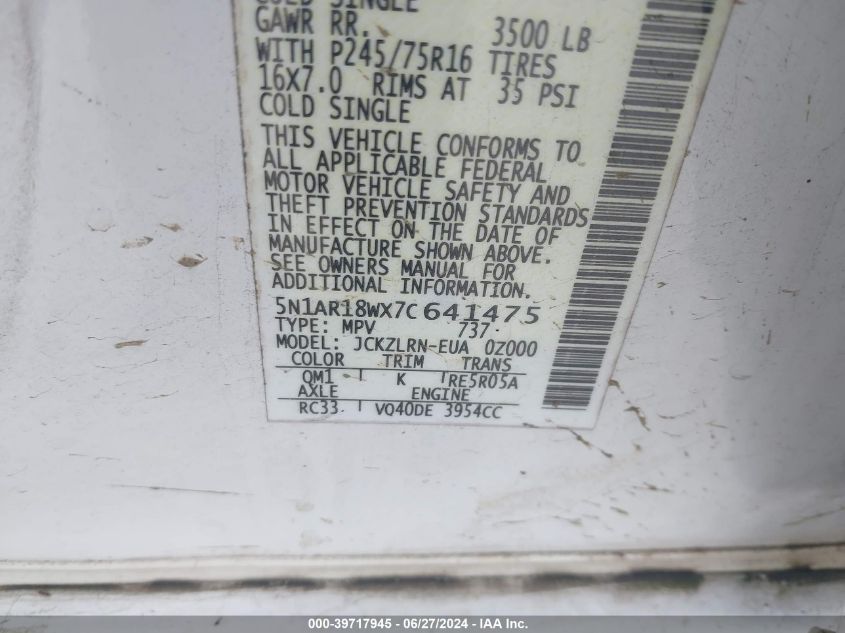 COLD SINGLE
GAWR RR. 3500 LB
WITH P245/75R16 TIRES
16X7.0 RIMS AT 35 PSI
COLD SINGLE
THIS VEHICLE CONFORMS TO
ALL APPLICABLE FEDERAL
MOTOR VEHICLE SAFETY AND
THEFT PREVENTION STANDARDS
IN EFFECT ON THE DATE OF
MANUFACTURE SHOWN ABOVE.
SEE OWNERS MANUAL FOR
ADDITIONAL INFORMATION.
5N1AR18WX7C641475
TYPE: MPV 737
MODEL: JCKZLRN-EUA 0Z000
COLOR TRIM TRANS
QM1 K RE5R05A
AXLE ENGINE
RC33 VQ40DE 3954CC
000-39717945 - 06/27/2024 - IAA Inc.